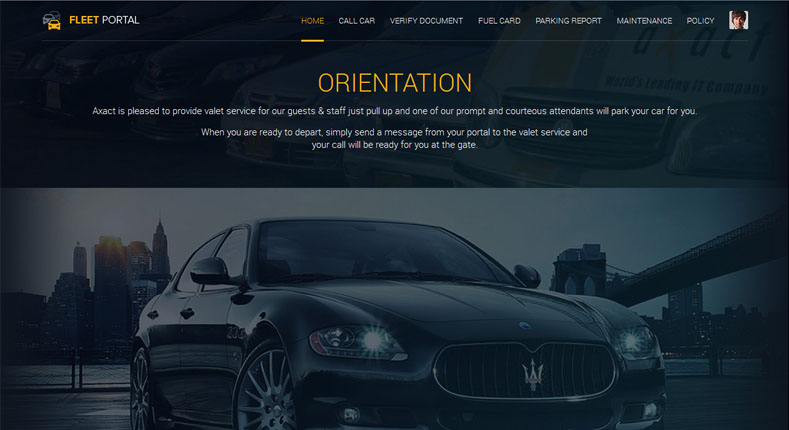 FLEET PORTAL
HOME CALL CAR VERIFY DOCUMENT FUEL CARD PARKING REPORT MAINTENANCE POLICY
axact
World's Leading IT Company
ORIENTATION
Axact is pleased to provide valet service for our guests & staff just pull up and one of our prompt and courteous attendants will park your car for you.
When you are ready to depart, simply send a message from your portal to the valet service and
your call will be ready for you at the gate.